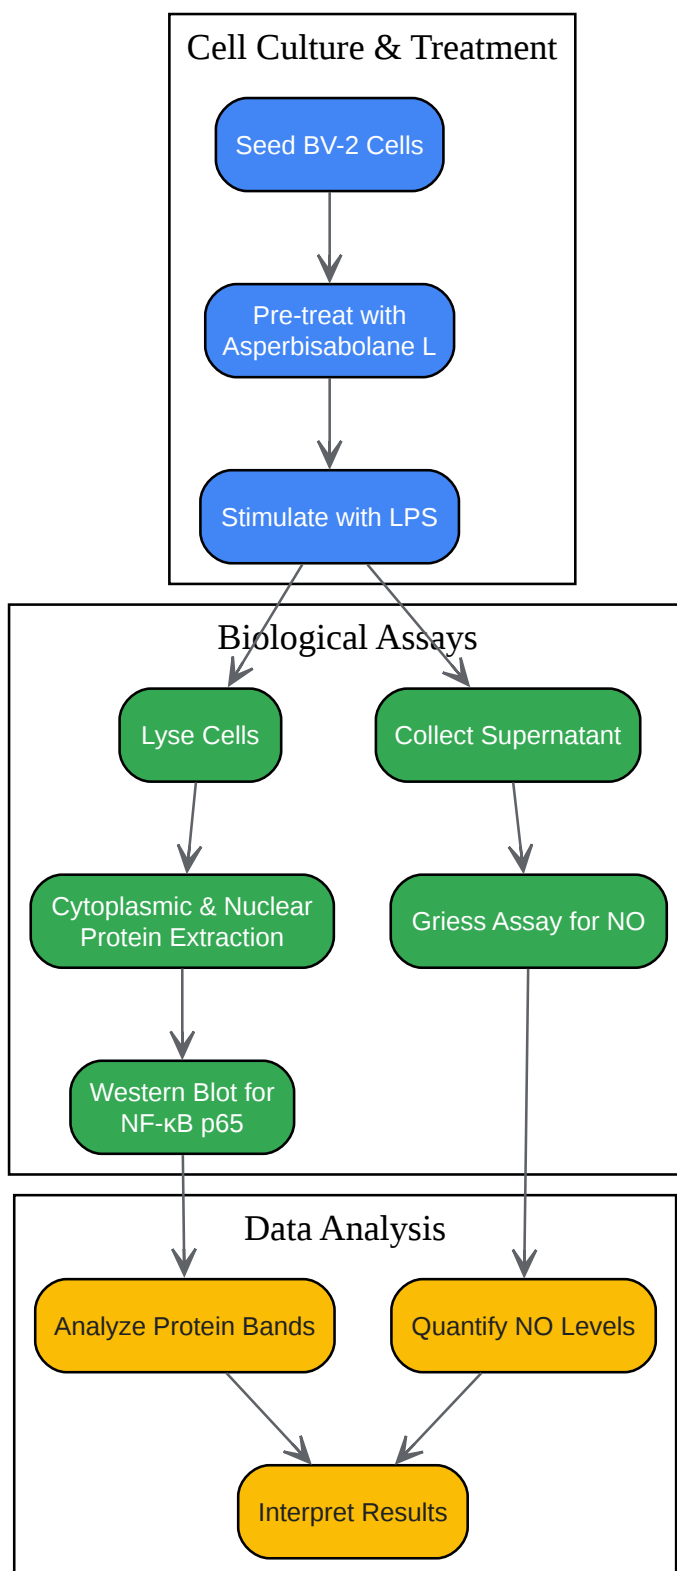 Cell Culture & Treatment
Seed BV-2 Cells
Pre-treat with
Asperbisabolane L
Stimulate with LPS
Biological Assays
Lyse Cells
Collect Supernatant
Cytoplasmic & Nuclear
Protein Extraction
Griess Assay for NO
Western Blot for
NF-κB p65
Data Analysis
Analyze Protein Bands
Quantify NO Levels
Interpret Results